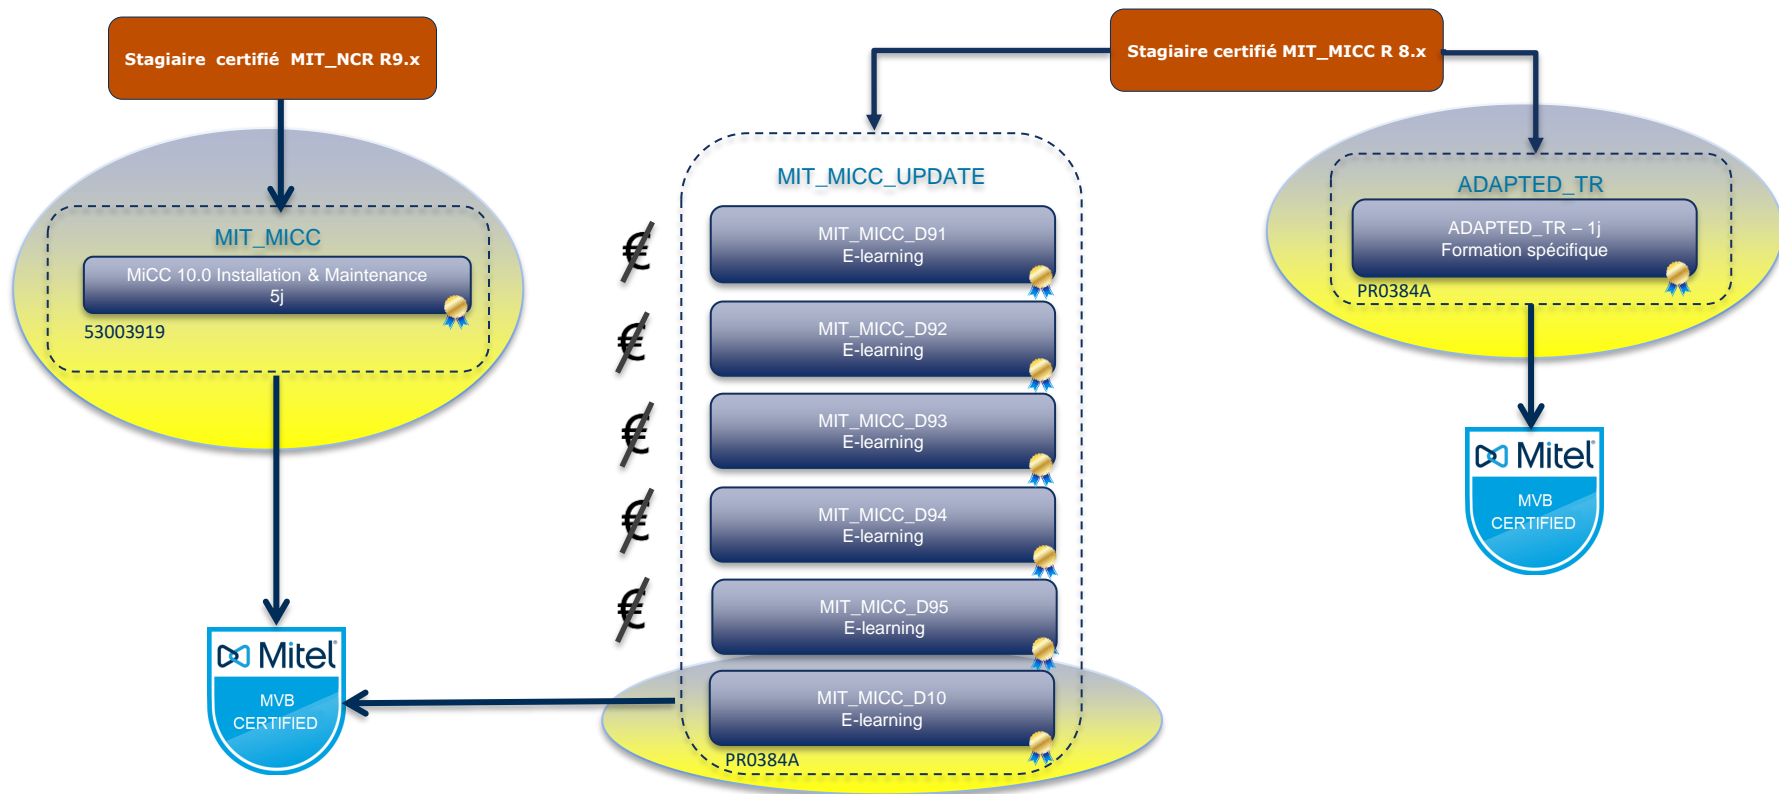 Stagiaire certifié MIT_NCR R9.x
MIT_MICC
MiCC 10.0 Installation & Maintenance
5j
53003919
Mitel
MVB
CERTIFIED
Stagiaire certifié MIT_MICC R 8.x
MIT_MICC_UPDATE
€
MIT_MICC_D91
E-learning
€
MIT_MICC_D92
E-learning
€
MIT_MICC_D93
E-learning
€
MIT_MICC_D94
E-learning
€
MIT_MICC_D95
E-learning
MIT_MICC_D10
E-learning
PR0384A
ADAPTED_TR
ADAPTED_TR – 1j
Formation spécifique
PR0384A
Mitel®
MVB
CERTIFIED